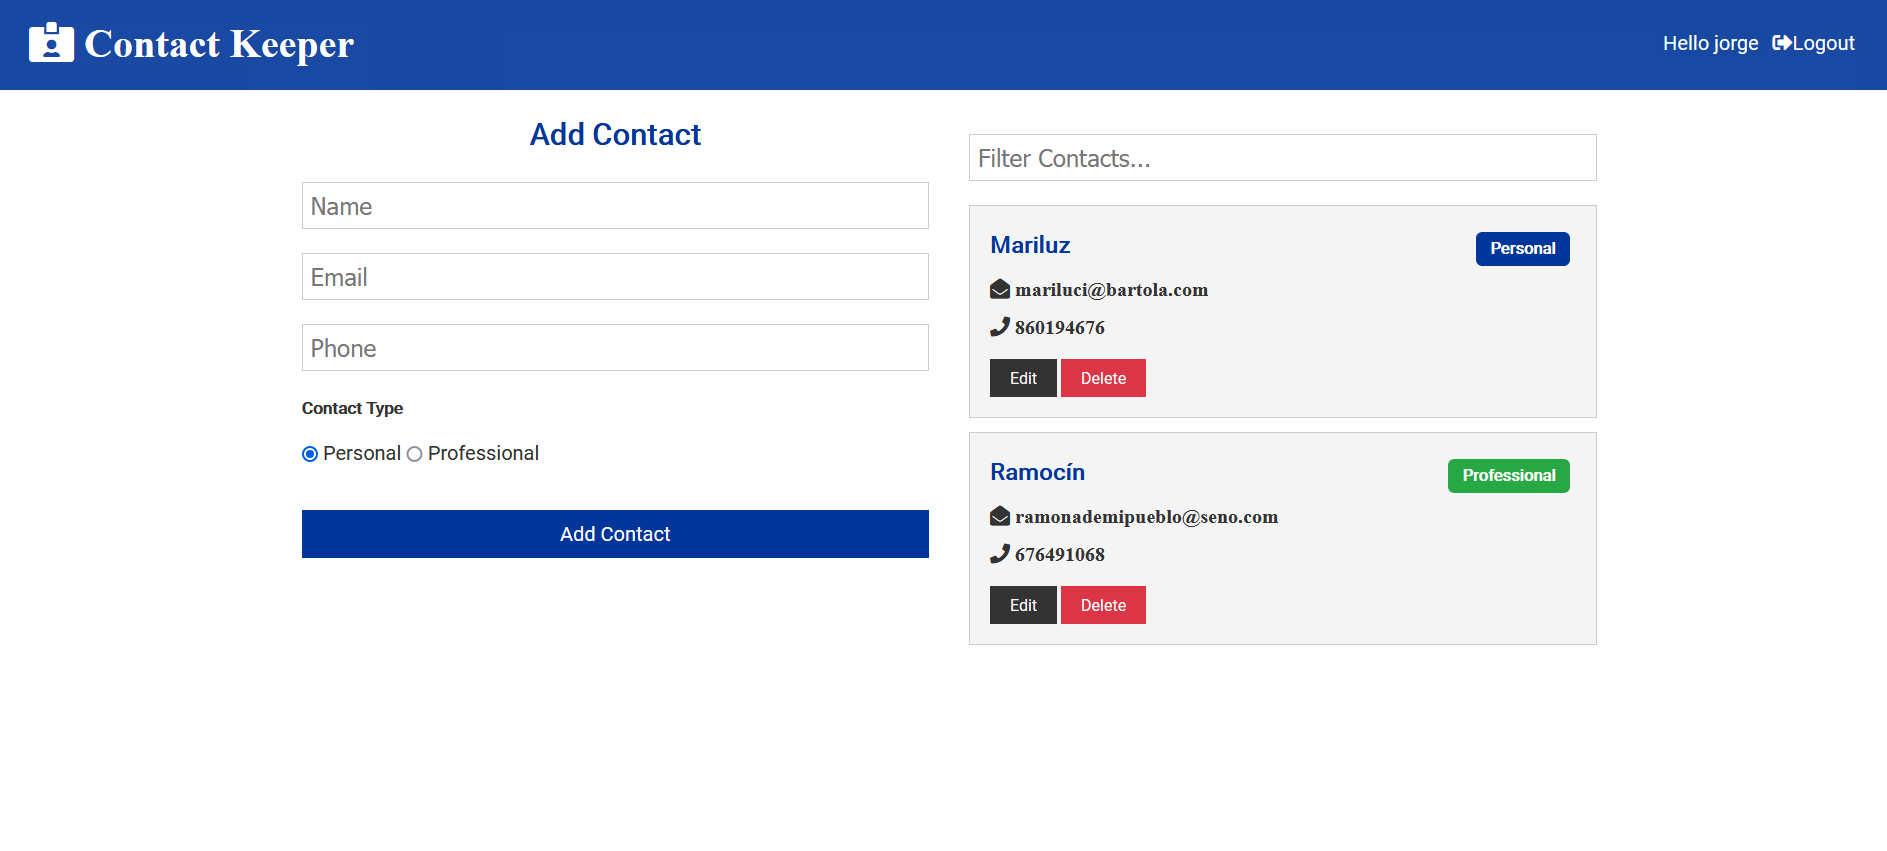 Contact Keeper
Hello jorge Logout
Add Contact
Name
Email
Phone
Contact Type
Personal Professional
Add Contact
Filter Contacts...
Mariluz
Personal
mariluci@bartola.com
860194676
Edit Delete
Ramocín
Professional
ramonademipueblo@seno.com
676491068
Edit Delete